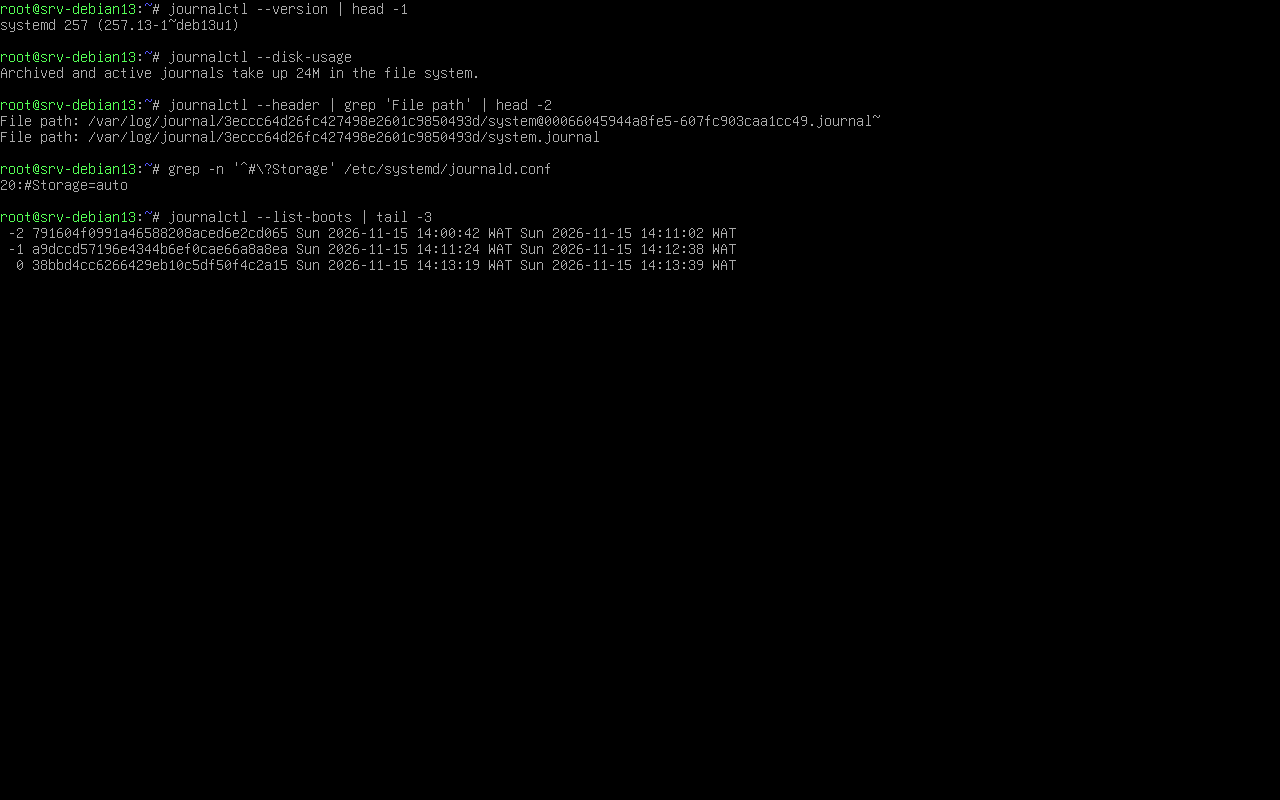 root@srv-debian13:~# journalctl --version | head -1
systemd 257 (257.13-1~deb13u1)
root@srv-debian13:~# journalctl --disk-usage
Archived and active journals take up 24M in the file system.
root@srv-debian13:~# journalctl --header | grep 'File path' | head -2
File path: /var/log/journal/3eccc64d26fc427498e2601c9850493d/system@00066045944a8fe5-607fc903caa1cc49.journal~
File path: /var/log/journal/3eccc64d26fc427498e2601c9850493d/system.journal
root@srv-debian13:~# grep -n '^#\?Storage' /etc/systemd/journald.conf
20:#Storage=auto
root@srv-debian13:~# journalctl --list-boots | tail -3
 -2 791604f0991a46588208aced6e2cd065 Sun 2026-11-15 14:00:42 WAT Sun 2026-11-15 14:11:02 WAT
 -1 a9dccd57196e4344b6ef0cae66a8a8ea Sun 2026-11-15 14:11:24 WAT Sun 2026-11-15 14:12:38 WAT
  0 38bbd4cc6266429eb10c5df50f4c2a15 Sun 2026-11-15 14:13:19 WAT Sun 2026-11-15 14:13:39 WAT